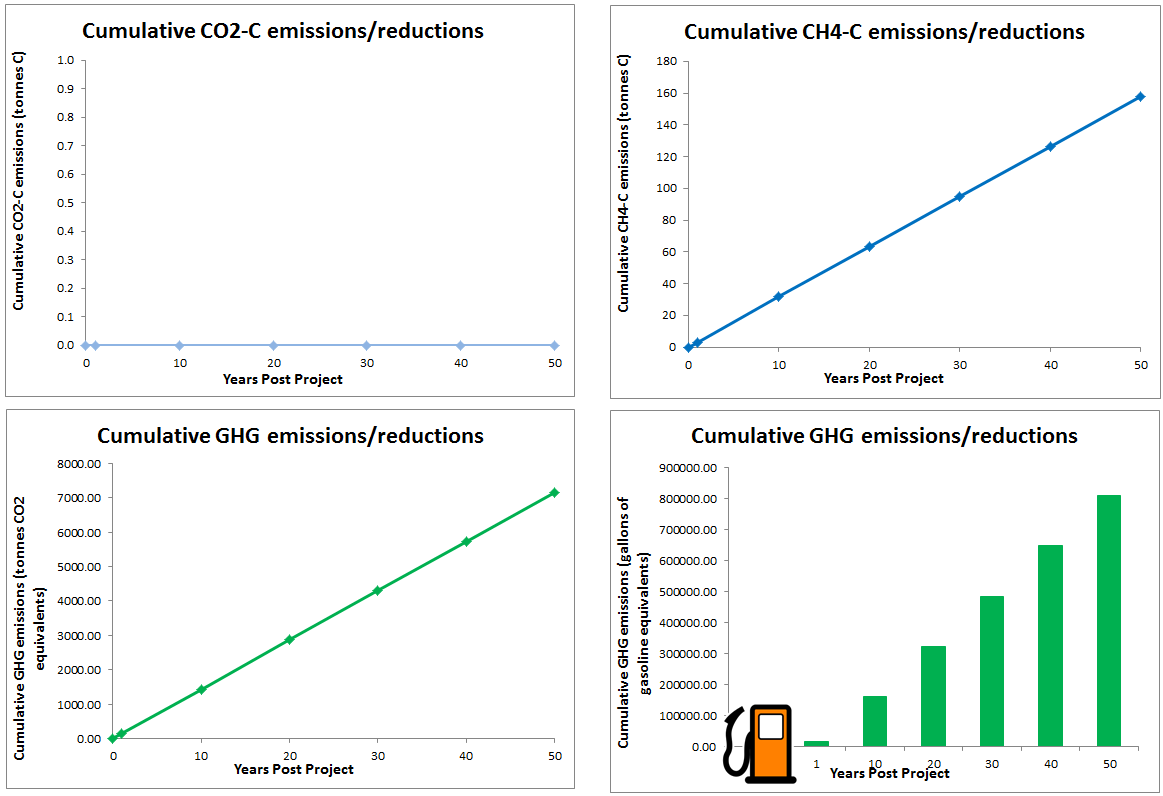 Cumulative CO2-C emissions/reductions
Cumulative CO2-C emissions (tonnes C)
1.0
0.9
0.8
0.7
0.6
0.5
0.4
0.3
0.2
0.1
0.0
0 10 20 30 40 50
Years Post Project
Cumulative CH4-C emissions/reductions
Cumulative CH4-C emissions (tonnes C)
180
160
140
120
100
80
60
40
20
0
0 10 20 30 40 50
Years Post Project
Cumulative GHG emissions/reductions
Cumulative GHG emissions (tonnes CO2
equivalents)
8000.00
7000.00
6000.00
5000.00
4000.00
3000.00
2000.00
1000.00
0.00
0 10 20 30 40 50
Years Post Project
Cumulative GHG emissions/reductions
Cumulative GHG emissions (gallons of
gasoline equivalents)
900000.00
800000.00
700000.00
600000.00
500000.00
400000.00
300000.00
200000.00
100000.00
0.00
1 10 20 30 40 50
Years Post Project